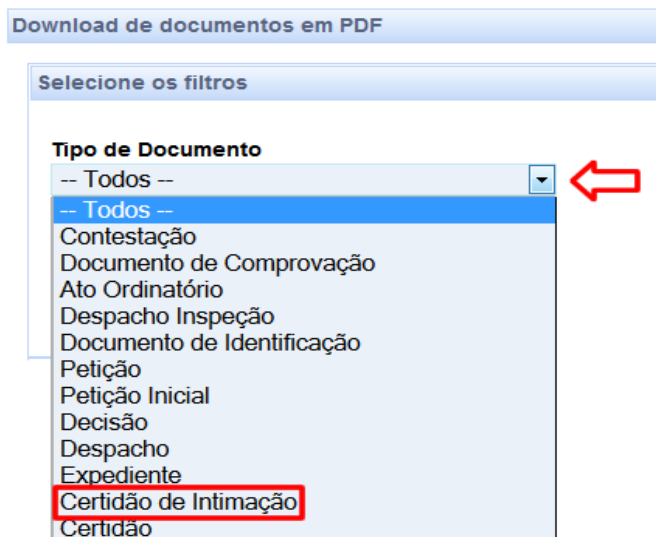 Download de documentos em PDF
Selecione os filtros
Tipo de Documento
-- Todos --
-- Todos --
Contestação
Documento de Comprovação
Ato Ordinatório
Despacho Inspeção
Documento de Identificação
Petição
Petição Inicial
Decisão
Despacho
Expediente
Certidão de Intimação
Certidão